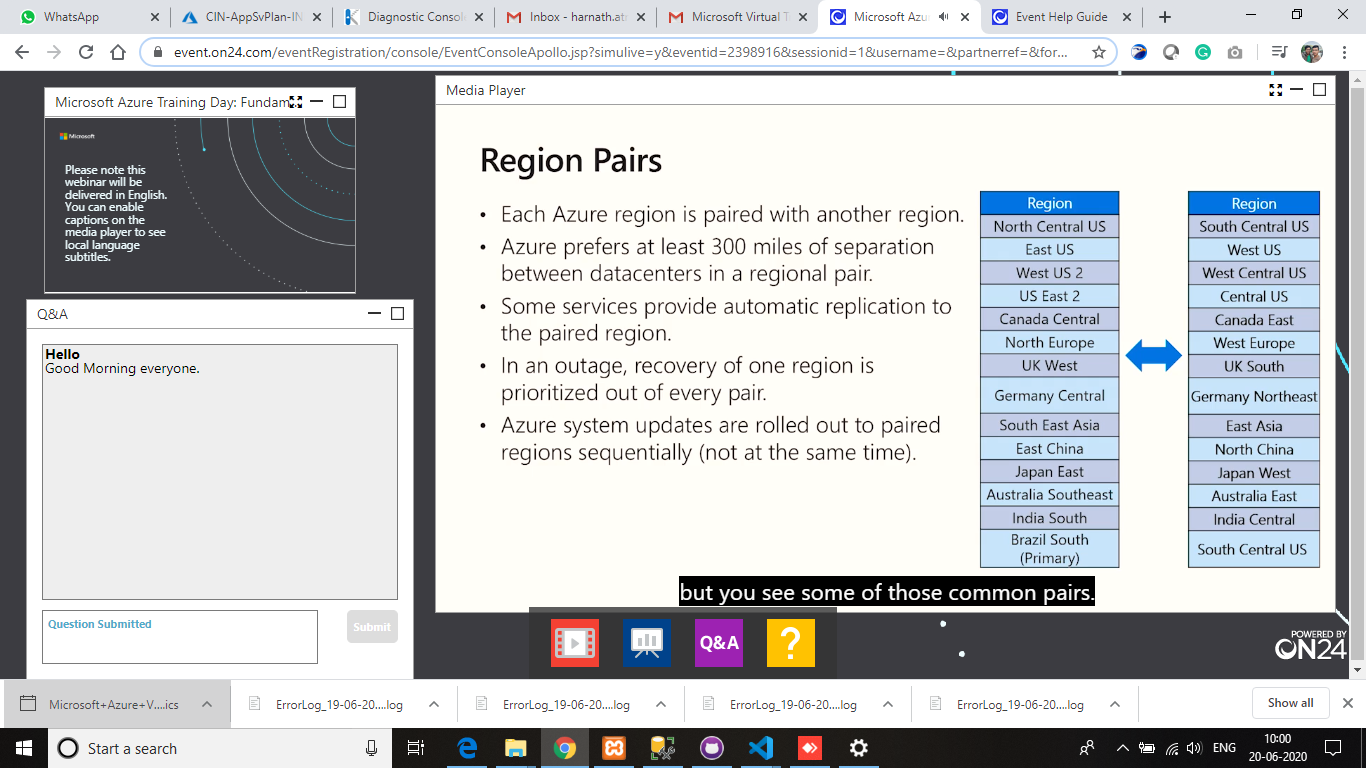 WhatsApp
CIN-AppSvPlan-IN
Diagnostic Consol
Inbox - harnath.at
Microsoft Virtual T
Microsoft Azu
Event Help Guide
event.on24.com/eventRegistration/console/EventConsoleApollo.jsp?simulive=y&eventid=2398916&sessionid=1&username=&partnerref=&for...
Microsoft Azure Training Day: Fundam
Microsoft
Please note this
webinar will be
delivered in English.
You can enable
captions on the
media player to see
local language
subtitles.
Q&A
Hello
Good Morning everyone.
Question Submitted
Submit
Media Player
Region Pairs
• Each Azure region is paired with another region.
• Azure prefers at least 300 miles of separation
between datacenters in a regional pair.
• Some services provide automatic replication to
the paired region.
• In an outage, recovery of one region is
prioritized out of every pair.
• Azure system updates are rolled out to paired
regions sequentially (not at the same time).
Region Region
North Central US South Central US
East US West US
West US 2 West Central US
US East 2 Central US
Canada Central Canada East
North Europe West Europe
UK West UK South
Germany Central Germany Northeast
South East Asia East Asia
East China North China
Japan East Japan West
Australia Southeast Australia East
India South India Central
Brazil South
(Primary) South Central US
but you see some of those common pairs.
Q&A
?
POWERED BY
ON24
Microsoft+Azure+V....ics
ErrorLog_19-06-20....log
ErrorLog_19-06-20....log
ErrorLog_19-06-20....log
ErrorLog_19-06-20....log
Show all
Start a search
ENG
10:00
20-06-2020